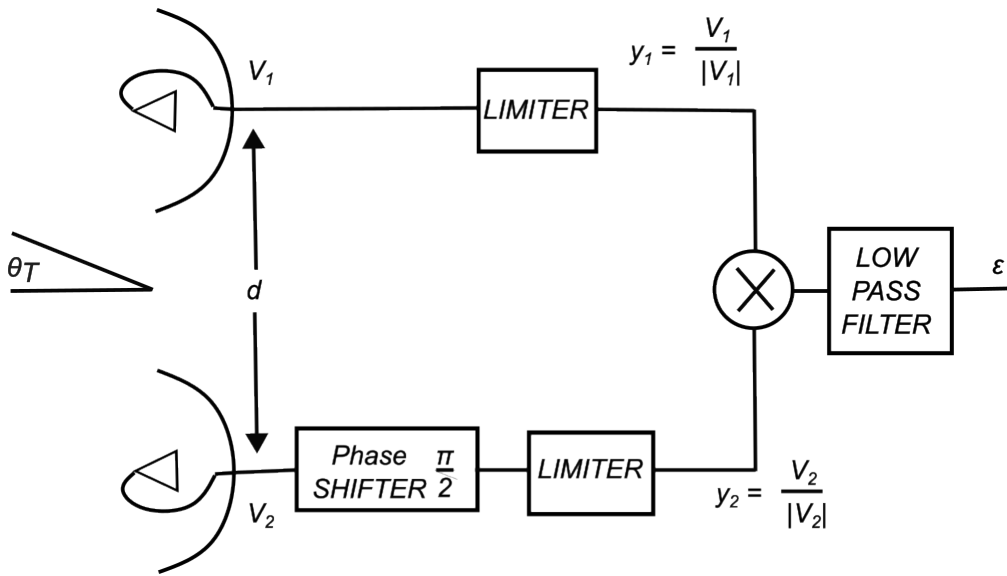 V₁
LIMITER
y₁ = V₁ / |V₁|
θT
d
LOW
PASS
FILTER
ε
Phase
SHIFTER π/2
LIMITER
V₂
y₂ = V₂ / |V₂|